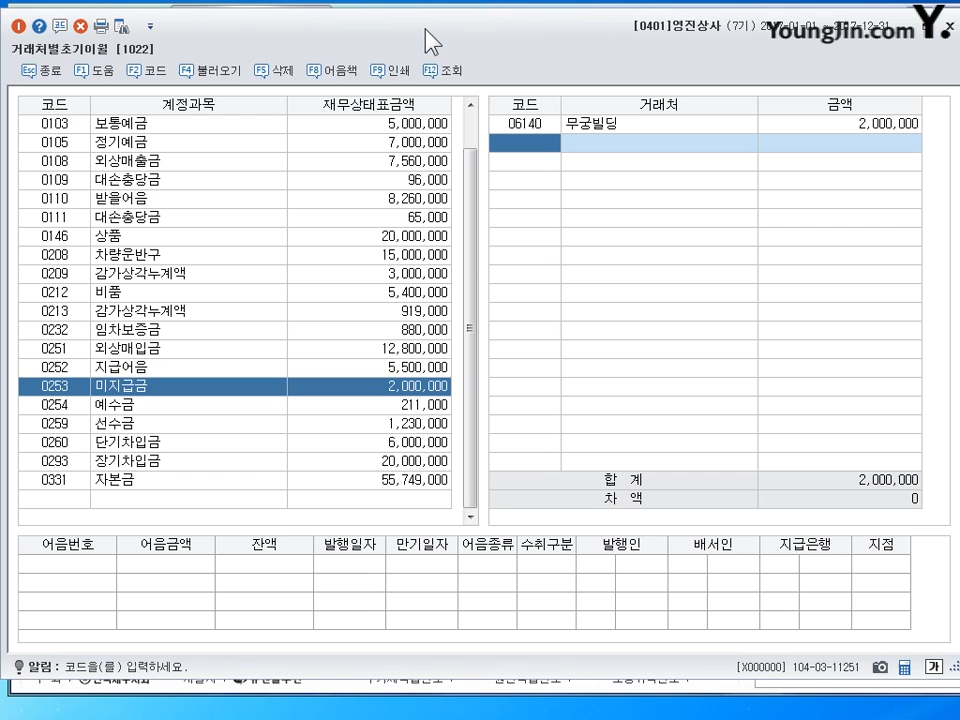 [0401]영진상사 (7기) 2017-01-01 ~ 2017-12-31
YoungJin.com Y.
거래처별초기이월 [1022]
Esc 종료 F1 도움 F2 코드 F4 불러오기 F5 삭제 F8 어음책 F9 인쇄 F12 조회
코드 계정과목 재무상태표금액
0103 보통예금 5,000,000
0105 정기예금 7,000,000
0108 외상매출금 7,560,000
0109 대손충당금 96,000
0110 받을어음 8,260,000
0111 대손충당금 65,000
0146 상품 20,000,000
0208 차량운반구 15,000,000
0209 감가상각누계액 3,000,000
0212 비품 5,400,000
0213 감가상각누계액 919,000
0232 임차보증금 880,000
0251 외상매입금 12,800,000
0252 지급어음 5,500,000
0253 미지급금 2,000,000
0254 예수금 211,000
0259 선수금 1,230,000
0260 단기차입금 6,000,000
0293 장기차입금 20,000,000
0331 자본금 55,749,000
코드 거래처 금액
06140 무궁빌딩 2,000,000
합 계 2,000,000
차 액 0
어음번호 어음금액 잔액 발행일자 만기일자 어음종류 수취구분 발행인 배서인 지급은행 지점
알림 : 코드을(를) 입력하세요.
[X000000] 104-03-11251
가